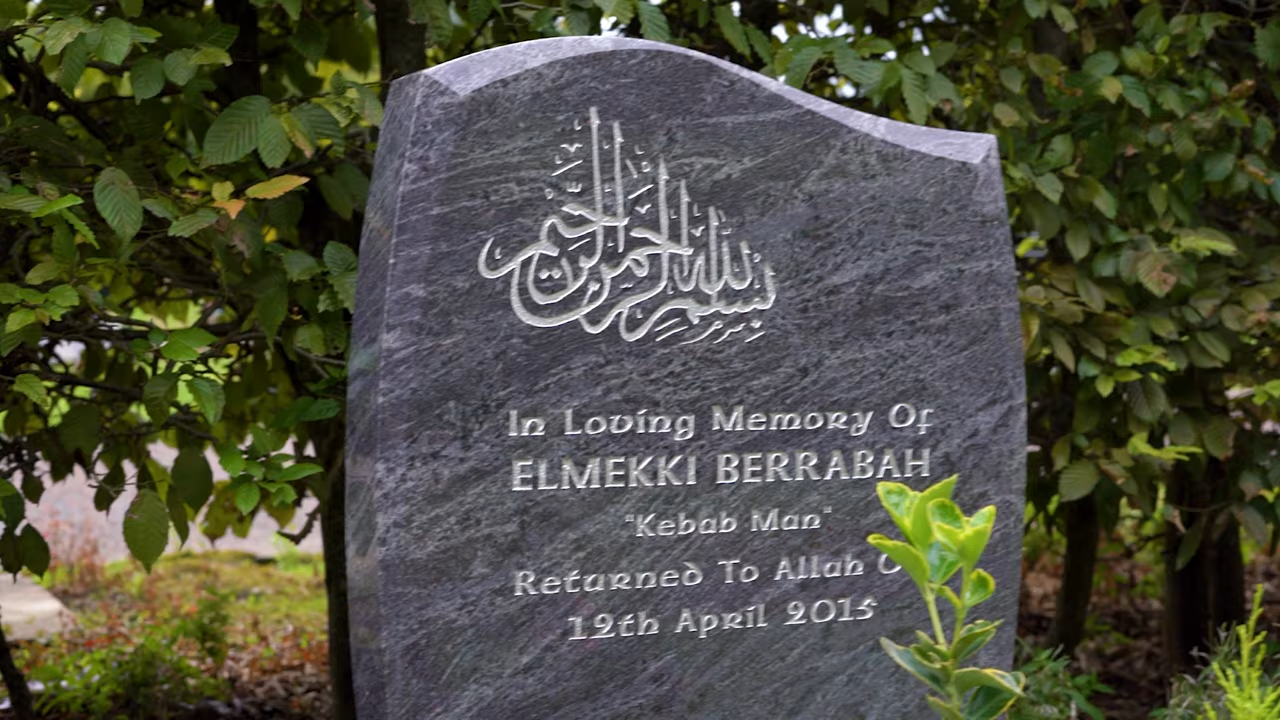 بسم الله الرحمن الرحيم
In Loving Memory Of
ELMEKKI BERRABAH
"Kebab Man"
Returned To Allah
12th April 2015